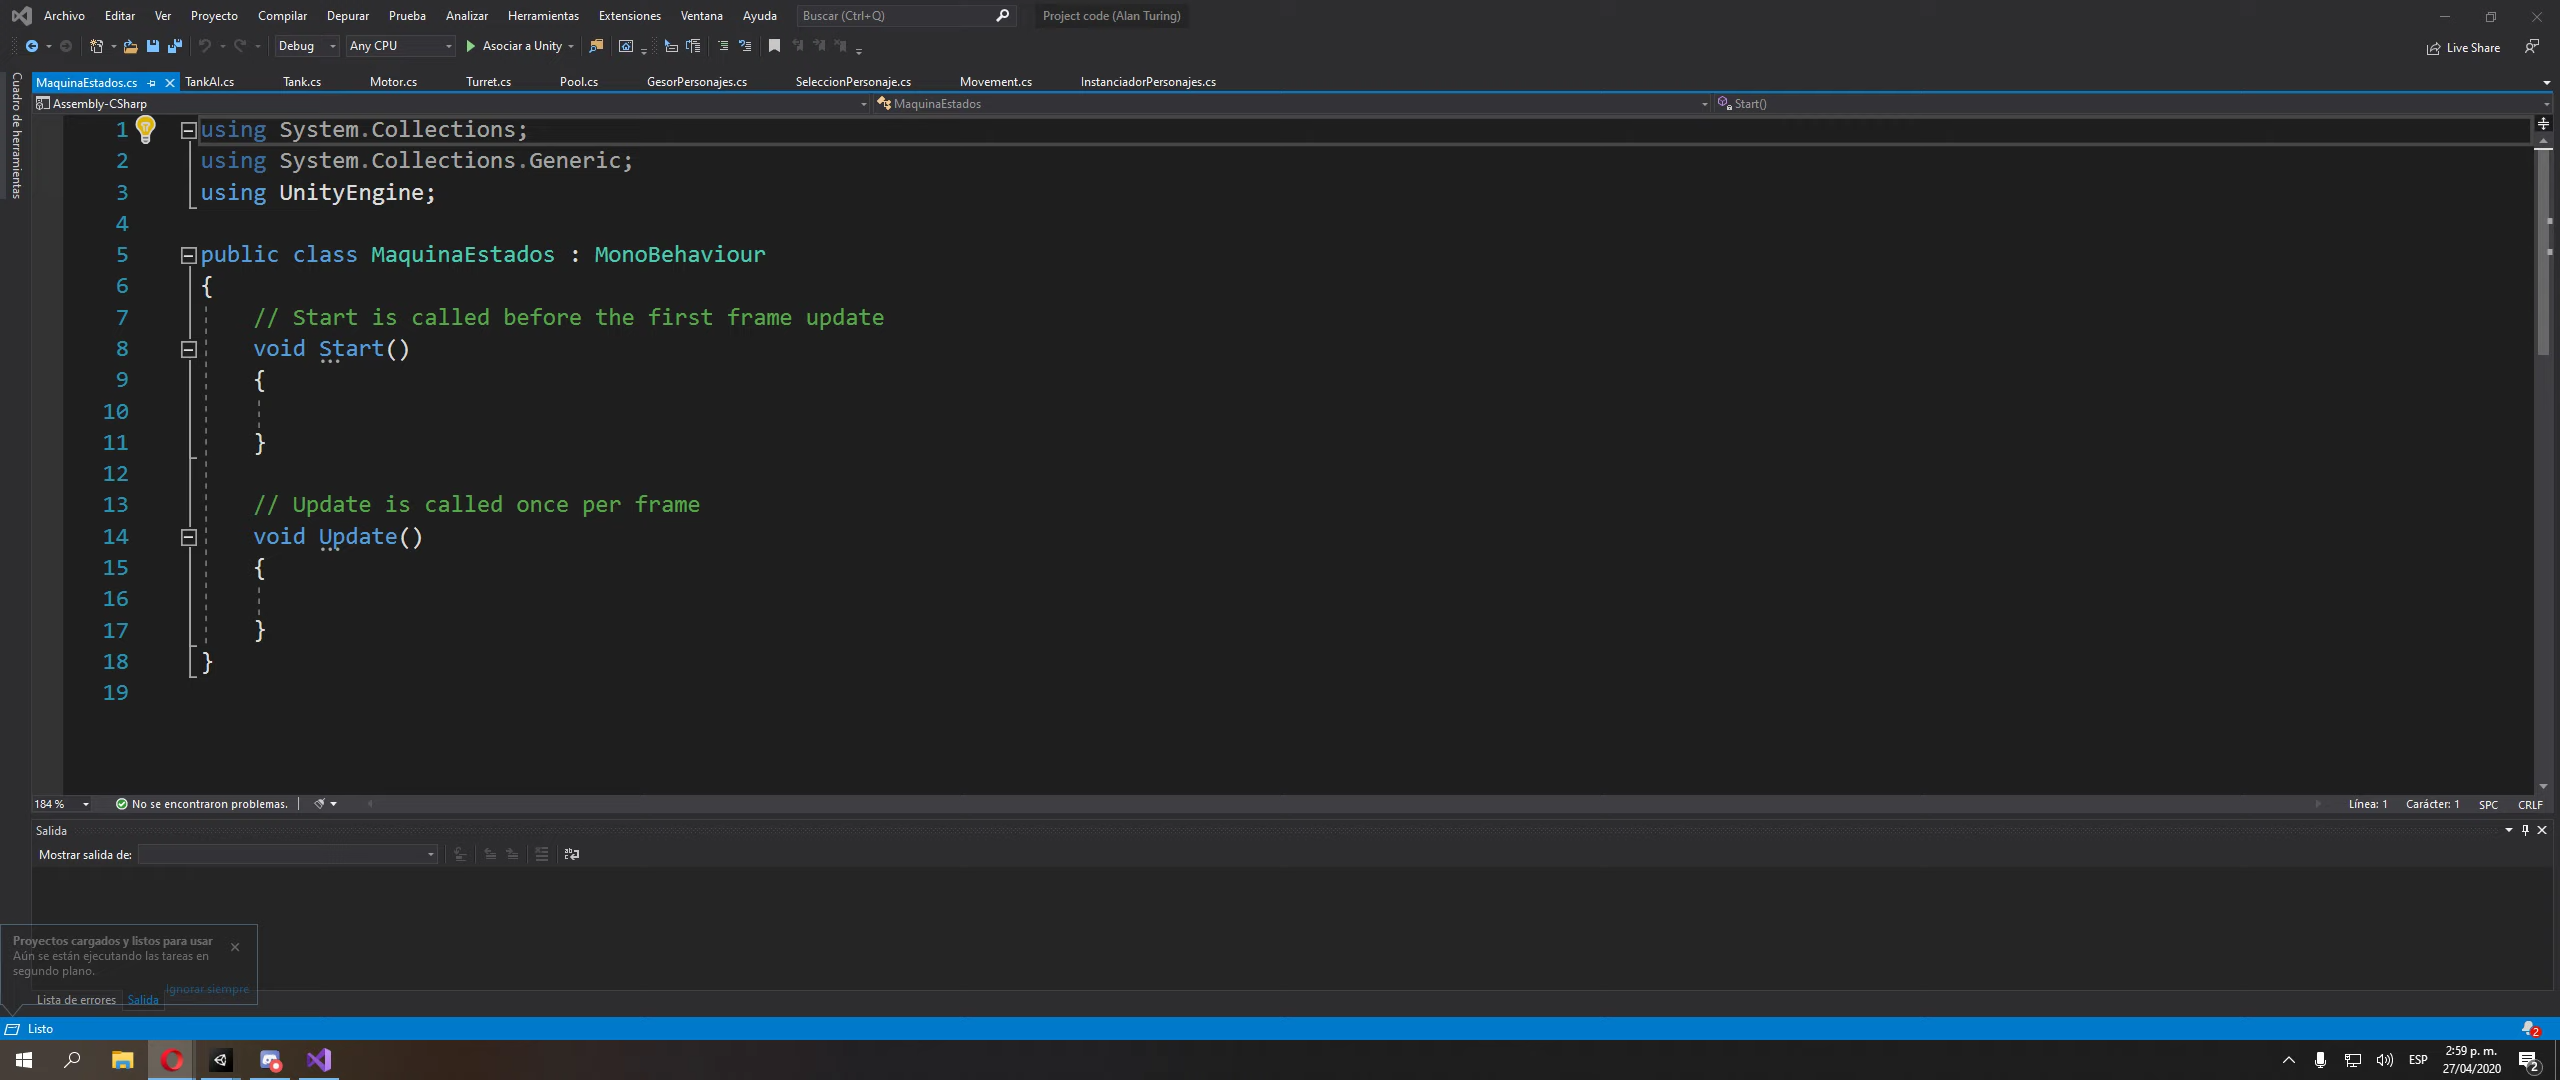 Archivo Editar Ver Proyecto Compilar Depurar Prueba Analizar Herramientas Extensiones Ventana Ayuda Buscar (Ctrl+Q) Project code (Alan Turing)
Debug Any CPU Asociar a Unity Live Share
Cuadro de herramientas
MaquinaEstados.cs TankAI.cs Tank.cs Motor.cs Turret.cs Pool.cs GesorPersonajes.cs SeleccionPersonaje.cs Movement.cs InstanciadorPersonajes.cs
Assembly-CSharp MaquinaEstados Start()
1 using System.Collections;
2 using System.Collections.Generic;
3 using UnityEngine;
4
5 public class MaquinaEstados : MonoBehaviour
6 {
7 // Start is called before the first frame update
8 void Start()
9 {
10
11 }
12
13 // Update is called once per frame
14 void Update()
15 {
16
17 }
18 }
19
184 % No se encontraron problemas. Línea: 1 Carácter: 1 SPC CRLF
Salida
Mostrar salida de:
Proyectos cargados y listos para usar
Aún se están ejecutando las tareas en
segundo plano.
Ignorar siempre
Lista de errores Salida
Listo 2
ESP 2:59 p. m.
27/04/2020 2